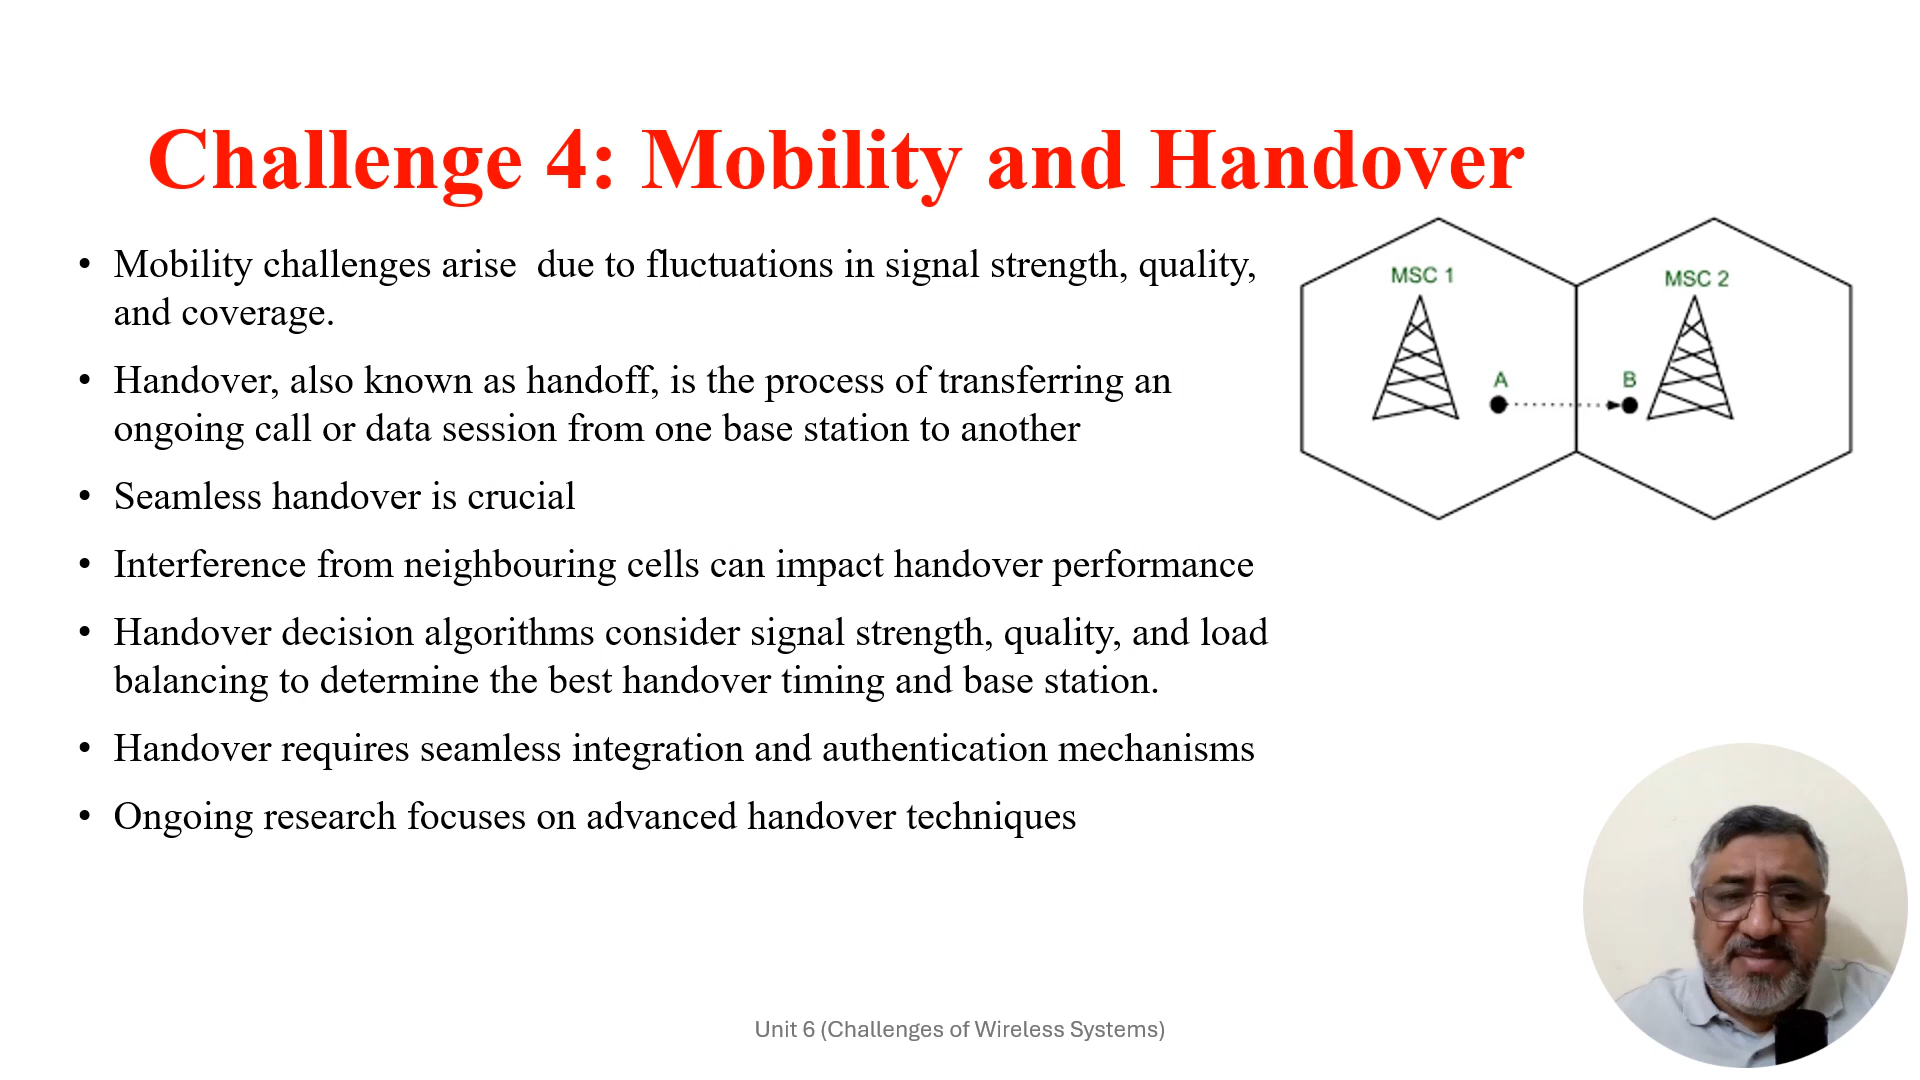 Challenge 4: Mobility and Handover
• Mobility challenges arise  due to fluctuations in signal strength, quality,
and coverage.
• Handover, also known as handoff, is the process of transferring an
ongoing call or data session from one base station to another
• Seamless handover is crucial
• Interference from neighbouring cells can impact handover performance
• Handover decision algorithms consider signal strength, quality, and load
balancing to determine the best handover timing and base station.
• Handover requires seamless integration and authentication mechanisms
• Ongoing research focuses on advanced handover techniques
MSC 1
MSC 2
A
B
Unit 6 (Challenges of Wireless Systems)